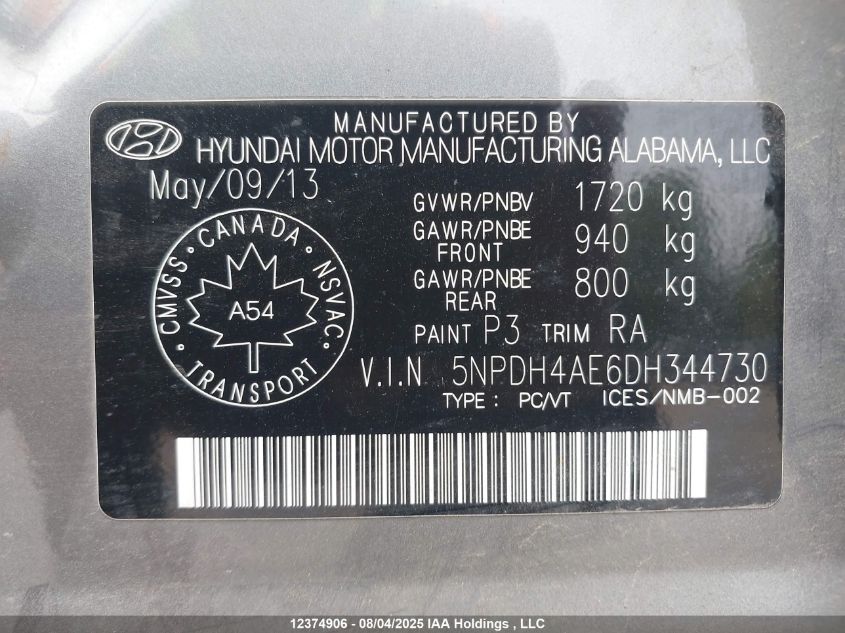 MANUFACTURED BY
HYUNDAI MOTOR MANUFACTURING ALABAMA, LLC
May/09/13
GVWR/PNBV 1720 kg
GAWR/PNBE FRONT 940 kg
GAWR/PNBE REAR 800 kg
CANADA
CMVSS NSVAC
A54
TRANSPORT
PAINT P3 TRIM RA
V.I.N 5NPDH4AE6DH344730
TYPE : PC/VT ICES/NMB-002
12374906 - 08/04/2025 IAA Holdings , LLC